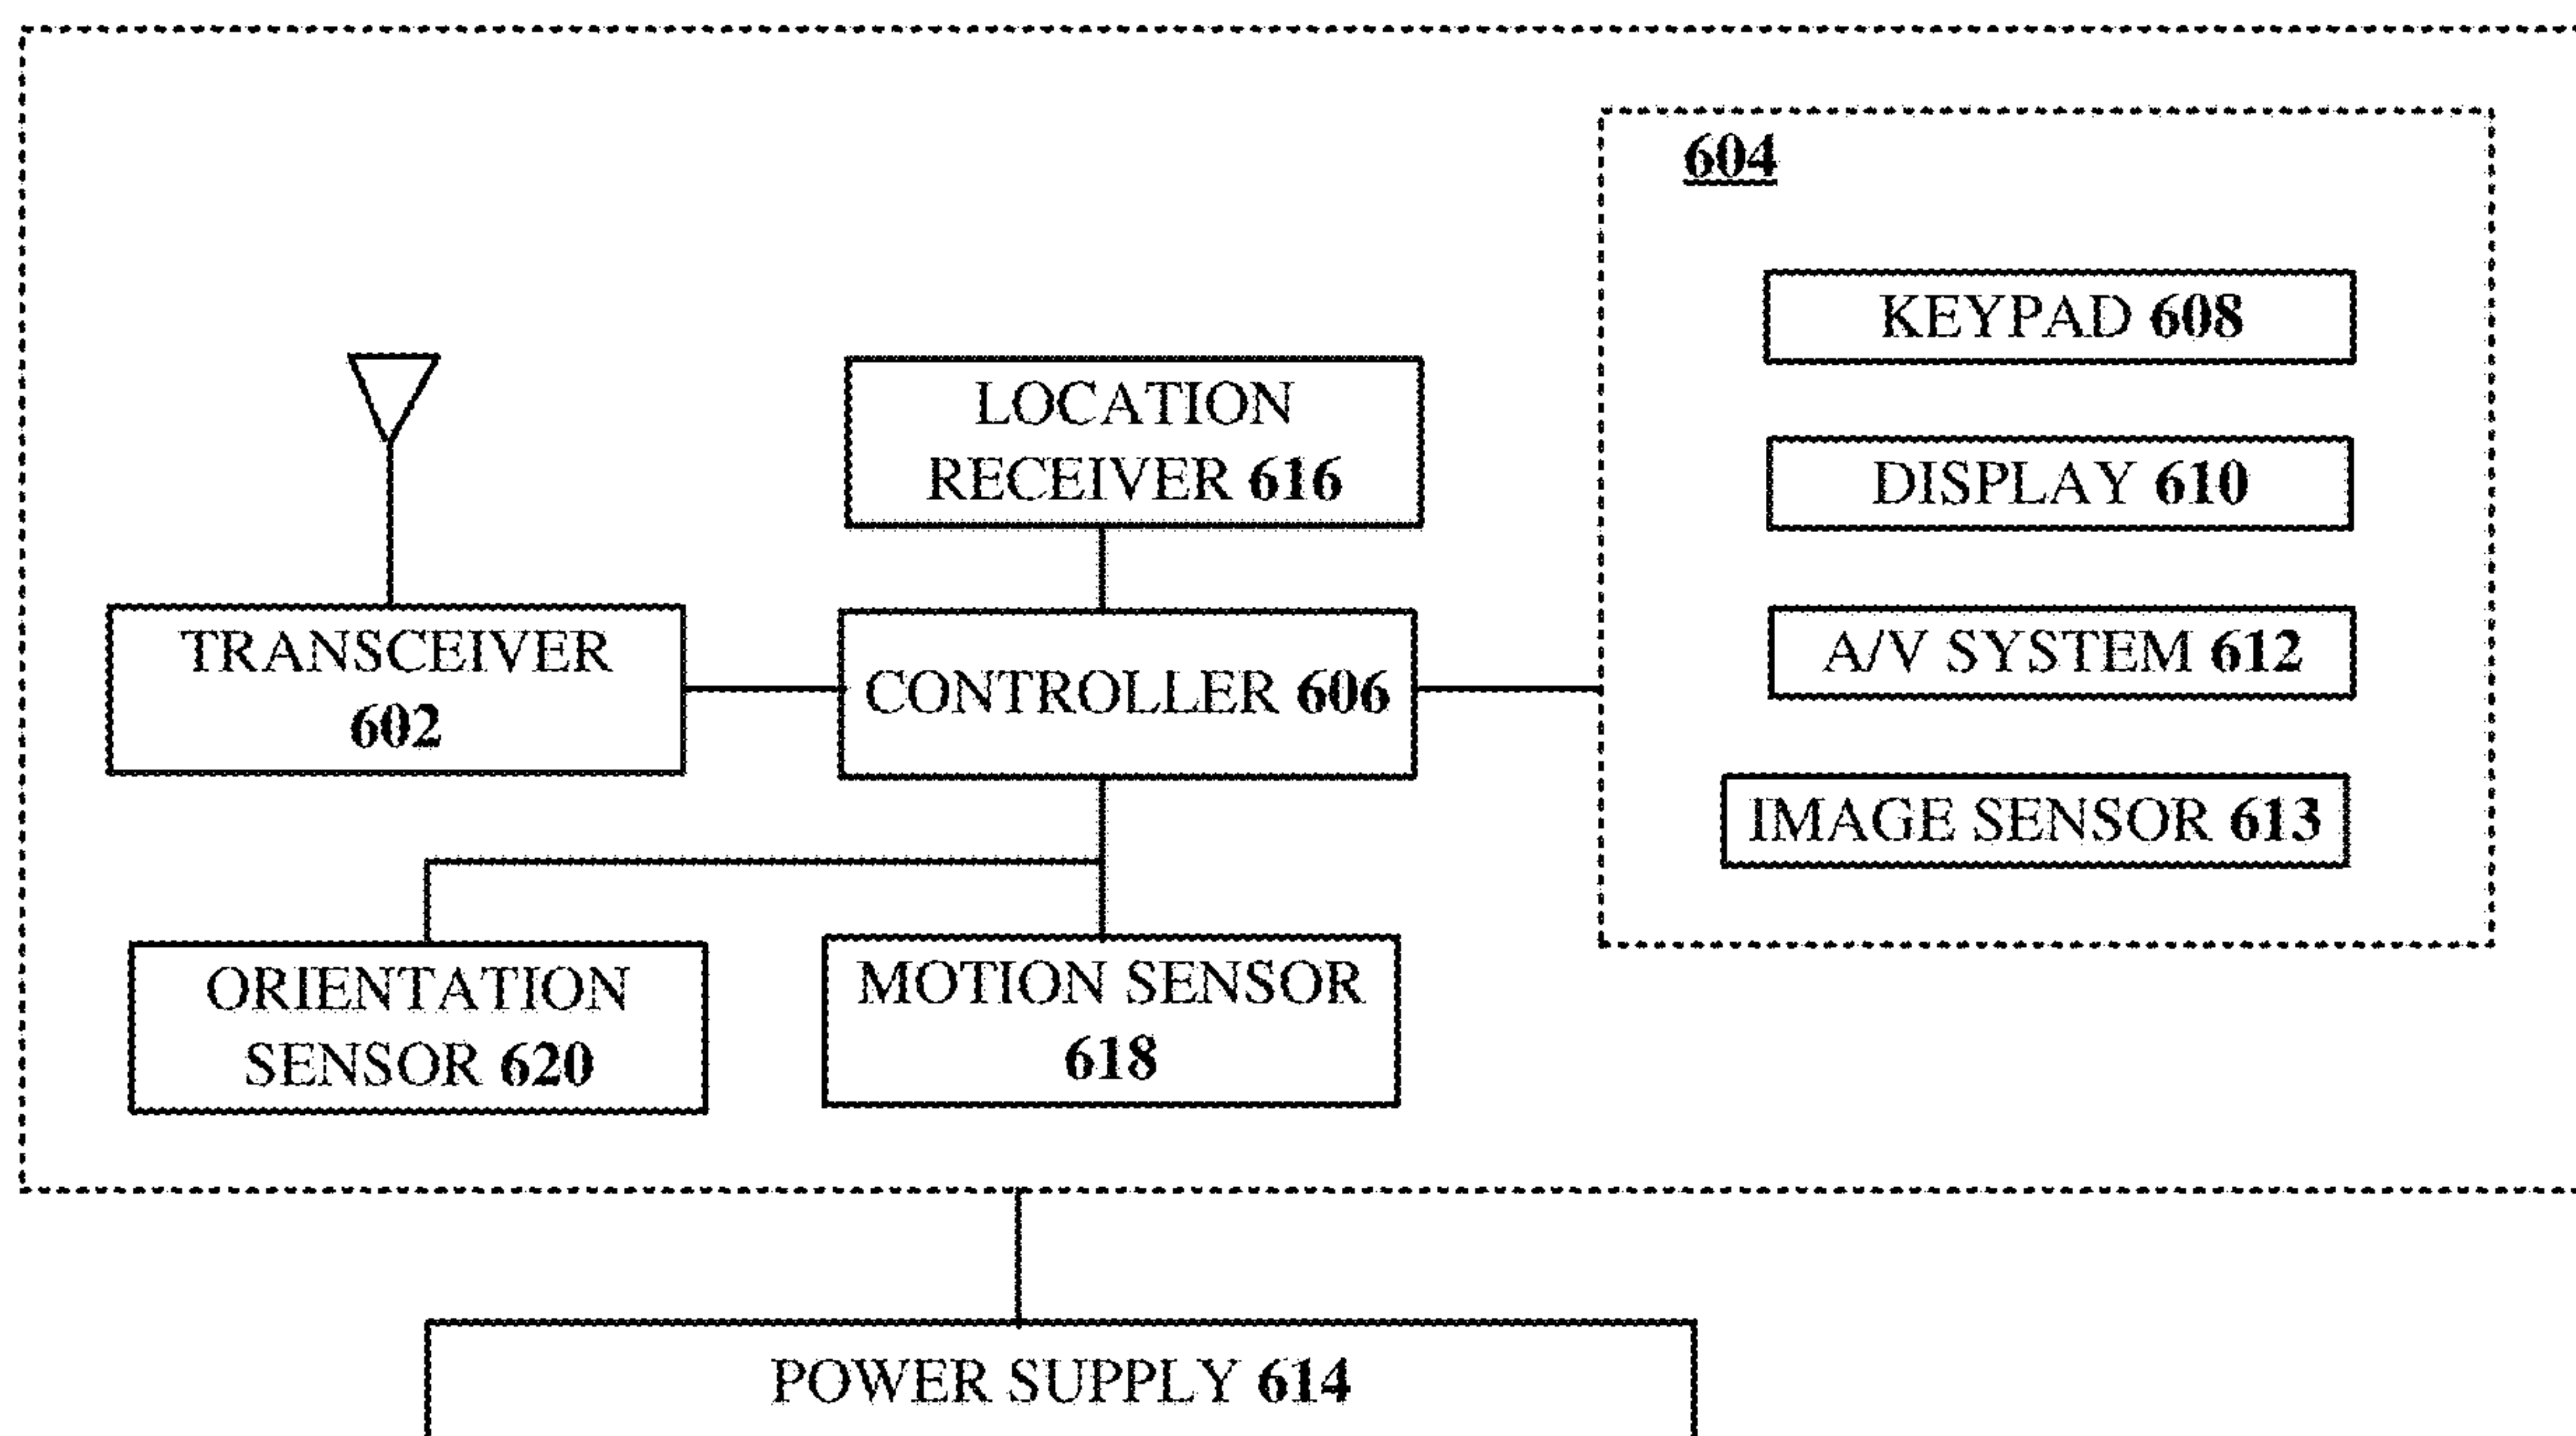 604
KEYPAD 608
LOCATION
RECEIVER 616
DISPLAY 610
TRANSCEIVER
602
CONTROLLER 606
A/V SYSTEM 612
IMAGE SENSOR 613
ORIENTATION
SENSOR 620
MOTION SENSOR
618
POWER SUPPLY 614